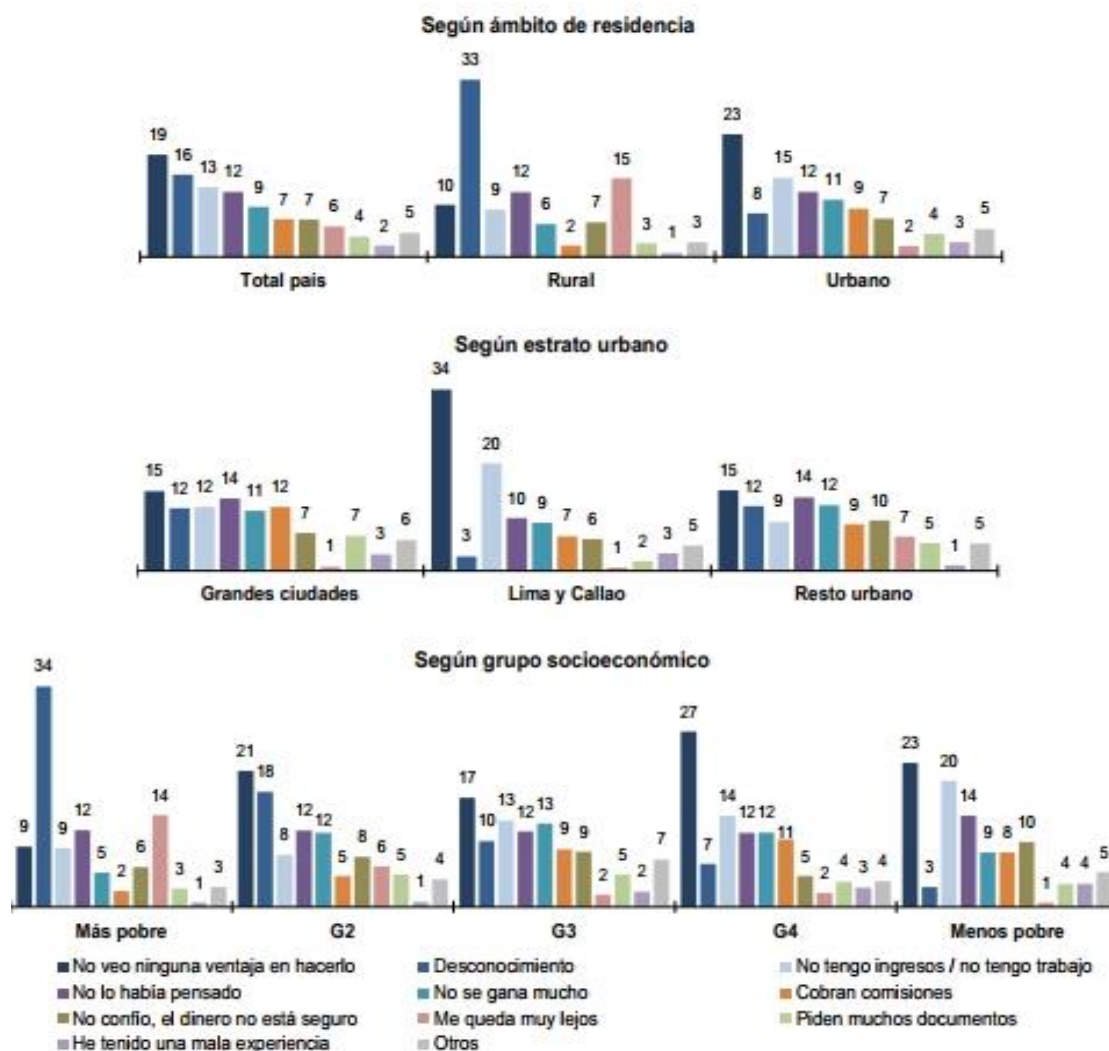 Según ámbito de residencia
19 16 13 12 9 7 7 6 4 2 5
10 33 9 12 6 2 7 15 3 1 3
23 8 15 12 11 9 7 2 4 3 5
Total país Rural Urbano
Según estrato urbano
15 12 12 14 11 12 7 1 7 3 6
34 3 20 10 9 7 6 1 2 3 5
15 12 9 14 12 9 10 7 5 1 5
Grandes ciudades Lima y Callao Resto urbano
Según grupo socioeconómico
9 34 9 12 5 2 6 14 3 1 3
21 18 8 12 12 5 8 6 5 1 4
17 10 13 12 13 9 9 2 5 2 7
27 7 14 12 12 11 5 2 4 3 4
23 3 20 14 9 8 10 1 4 4 5
Más pobre G2 G3 G4 Menos pobre
No veo ninguna ventaja en hacerlo Desconocimiento No tengo ingresos / no tengo trabajo
No lo había pensado No se gana mucho Cobran comisiones
No confío, el dinero no está seguro Me queda muy lejos Piden muchos documentos
He tenido una mala experiencia Otros